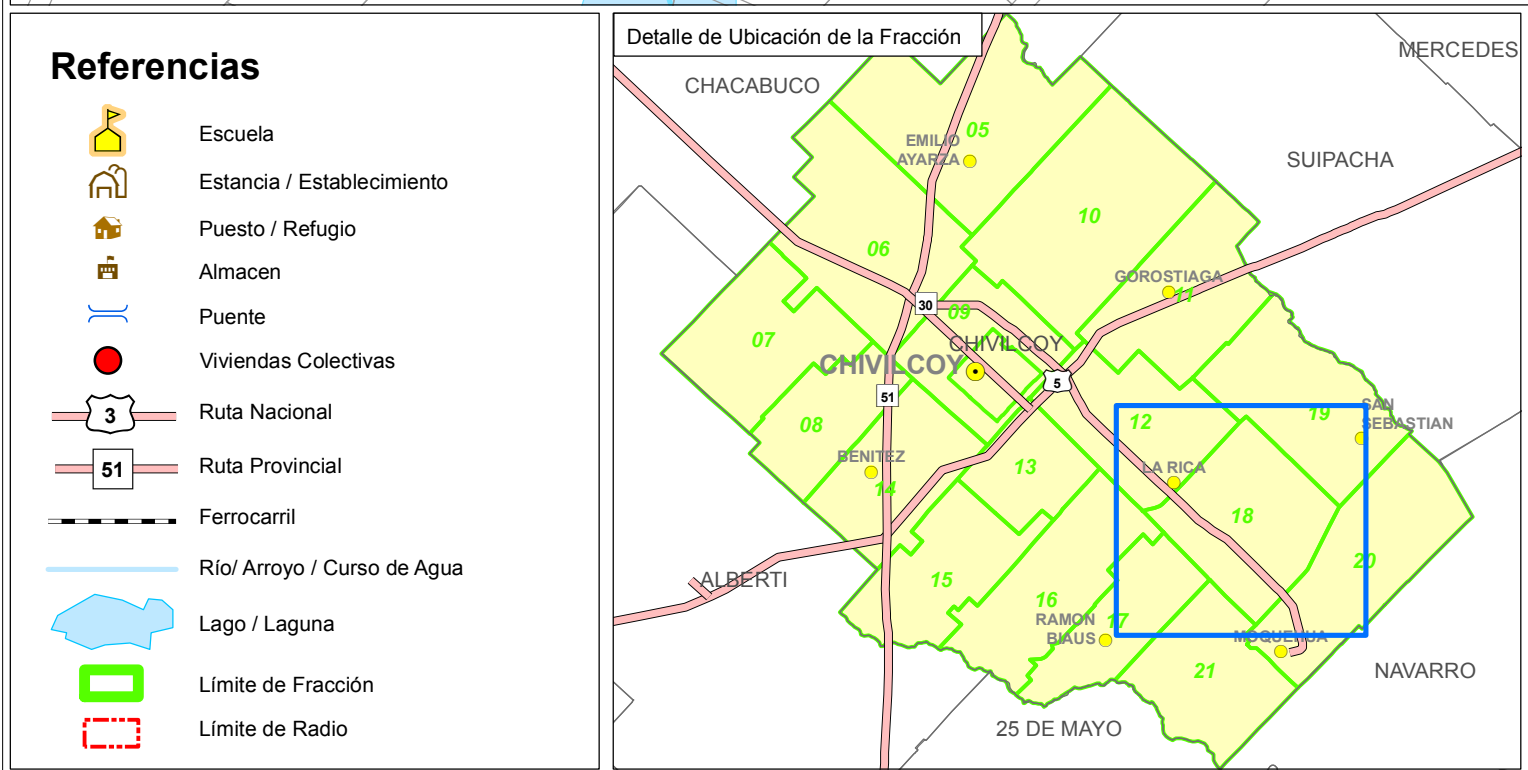 Referencias
Escuela
Estancia / Establecimiento
Puesto / Refugio
Almacen
Puente
Viviendas Colectivas
3
Ruta Nacional
51
Ruta Provincial
Ferrocarril
Río/ Arroyo / Curso de Agua
Lago / Laguna
Límite de Fracción
Límite de Radio
Detalle de Ubicación de la Fracción
MERCEDES
CHACABUCO
05
EMILIO
AYARZA
SUIPACHA
10
06
GOROSTIAGA
11
30
09
07
CHIVILCOY
CHIVILCOY
5
51
19
SAN
SEBASTIAN
12
08
BENITEZ
14
13
LA RICA
18
20
ALBERTI
15
16
RAMON
BIAUS
17
MOQUEHUA
21
NAVARRO
25 DE MAYO